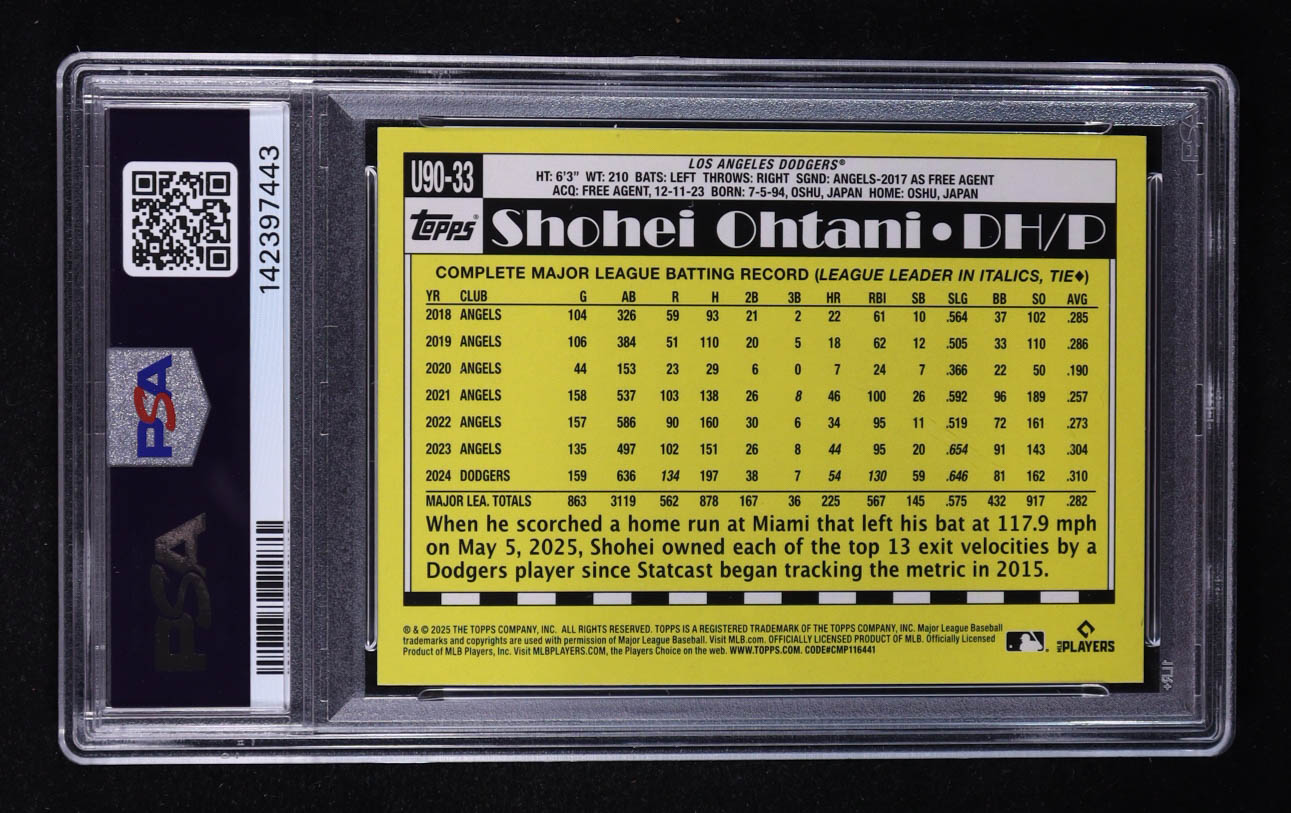 142397443
PSA
PSA
U90-33
LOS ANGELES DODGERS®
HT: 6'3" WT: 210 BATS: LEFT THROWS: RIGHT SGND: ANGELS-2017 AS FREE AGENT
ACQ: FREE AGENT, 12-11-23 BORN: 7-5-94, OSHU, JAPAN HOME: OSHU, JAPAN
TOPPS® Shohei Ohtani • DH/P
COMPLETE MAJOR LEAGUE BATTING RECORD (LEAGUE LEADER IN ITALICS, TIE♦)
YR CLUB G AB R H 2B 3B HR RBI SB SLG BB SO AVG
2018 ANGELS 104 326 59 93 21 2 22 61 10 .564 37 102 .285
2019 ANGELS 106 384 51 110 20 5 18 62 12 .505 33 110 .286
2020 ANGELS 44 153 23 29 6 0 7 24 7 .366 22 50 .190
2021 ANGELS 158 537 103 138 26 8 46 100 26 .592 96 189 .257
2022 ANGELS 157 586 90 160 30 6 34 95 11 .519 72 161 .273
2023 ANGELS 135 497 102 151 26 8 44 95 20 .654 91 143 .304
2024 DODGERS 159 636 134 197 38 7 54 130 59 .646 81 162 .310
MAJOR LEA. TOTALS 863 3119 562 878 167 36 225 567 145 .575 432 917 .282
When he scorched a home run at Miami that left his bat at 117.9 mph
on May 5, 2025, Shohei owned each of the top 13 exit velocities by a
Dodgers player since Statcast began tracking the metric in 2015.
® & © 2025 THE TOPPS COMPANY, INC. ALL RIGHTS RESERVED. TOPPS IS A REGISTERED TRADEMARK OF THE TOPPS COMPANY, INC. Major League Baseball
trademarks and copyrights are used with permission of Major League Baseball. Visit MLB.com. OFFICIALLY LICENSED PRODUCT OF MLB. Officially Licensed
Product of MLB Players, Inc. Visit MLBPLAYERS.COM, the Players Choice on the web. WWW.TOPPS.COM. CODE#CMP116441
MLB PLAYERS